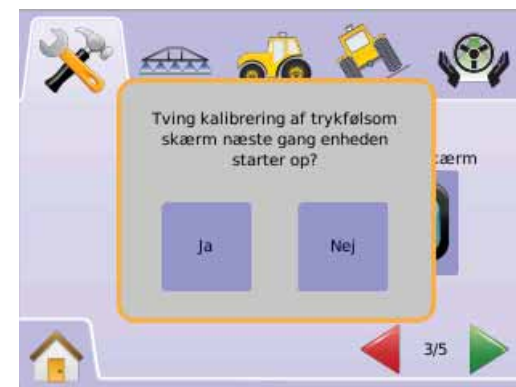 Tving kalibrering af trykfølsom
skærm næste gang enheden
starter op?
Ja
Nej
3/5